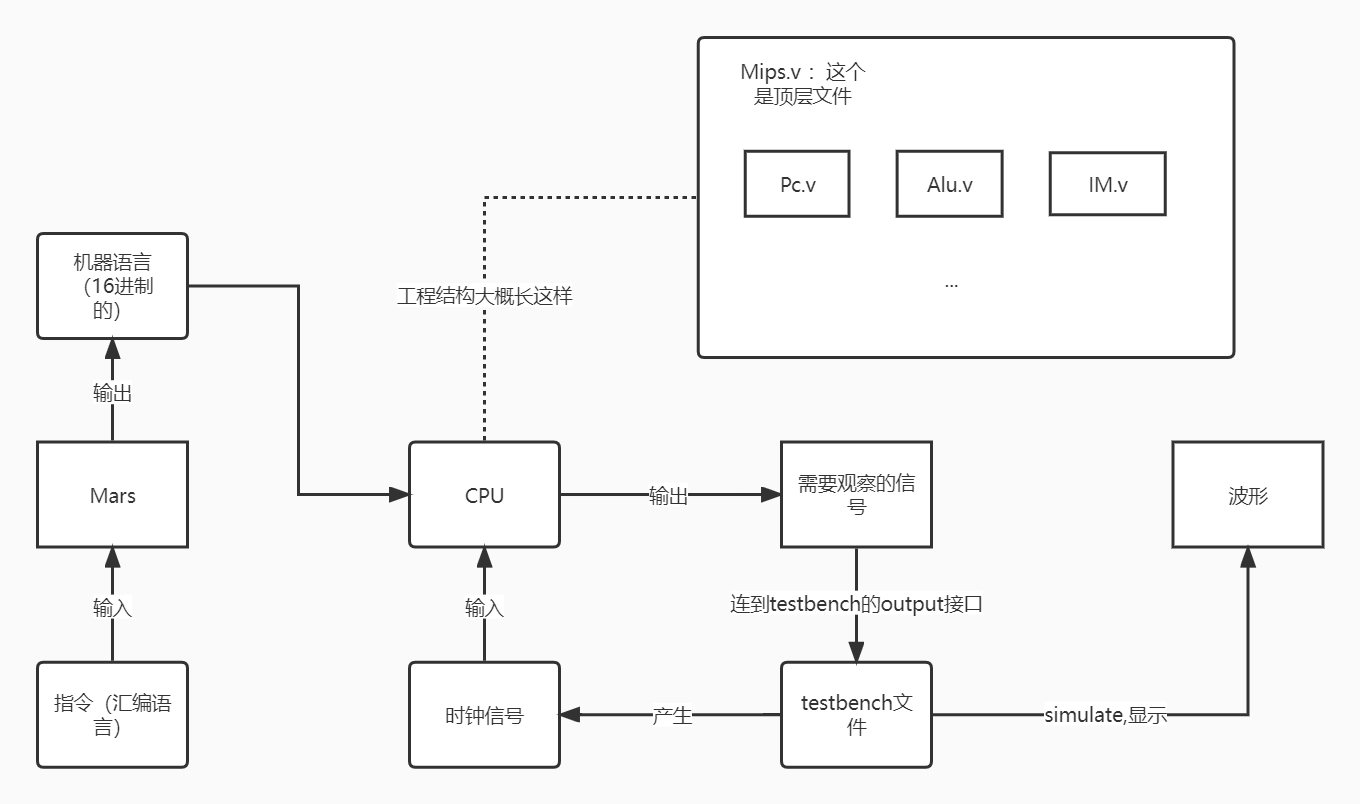 Mips.v ：这个
是顶层文件
Pc.v
Alu.v
IM.v
...
机器语言
（16进制
的）
工程结构大概长这样
输出
Mars
CPU
输出
需要观察的信
号
波形
输入
输入
连到testbench的output接口
指令（汇编语
言）
时钟信号
产生
testbench文
件
simulate,显示